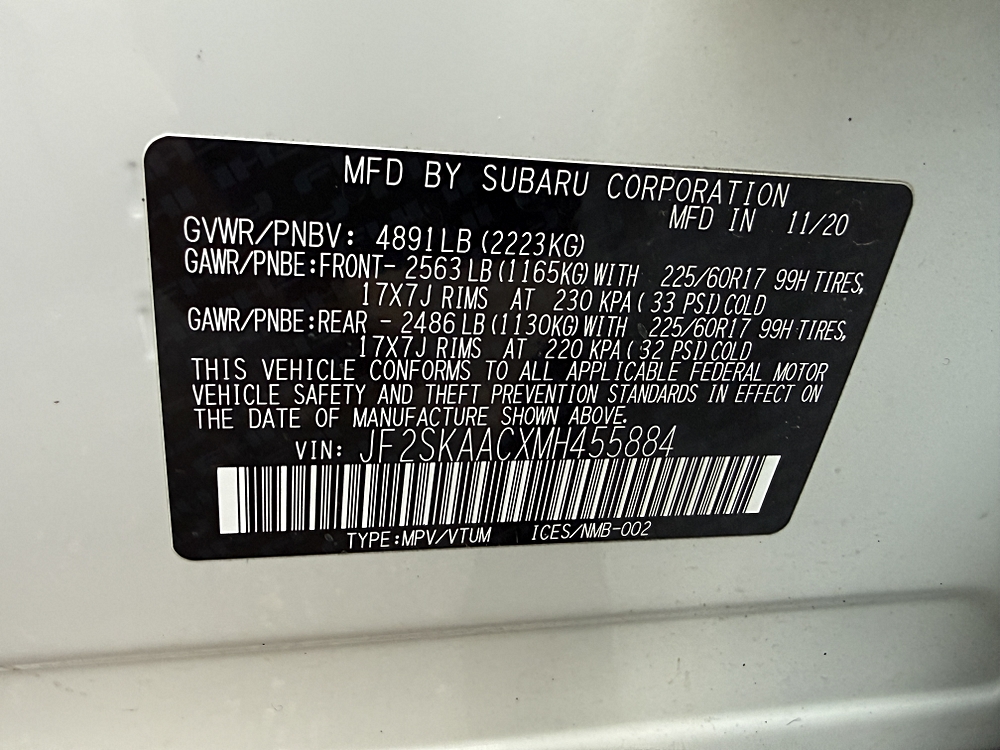 MFD BY SUBARU CORPORATION
MFD IN 11/20
GVWR/PNBV: 4891LB (2223KG)
GAWR/PNBE:FRONT- 2563 LB (1165KG) WITH 225/60R17 99H TIRES,
17X7J RIMS AT 230 KPA ( 33 PSI) COLD
GAWR/PNBE:REAR - 2486 LB (1130KG) WITH 225/60R17 99H TIRES,
17X7J RIMS AT 220 KPA ( 32 PSI) COLD
THIS VEHICLE CONFORMS TO ALL APPLICABLE FEDERAL MOTOR
VEHICLE SAFETY AND THEFT PREVENTION STANDARDS IN EFFECT ON
THE DATE OF MANUFACTURE SHOWN ABOVE.
VIN: JF2SKAACXMH455884
TYPE:MPV/VTUM ICES/NMB-002